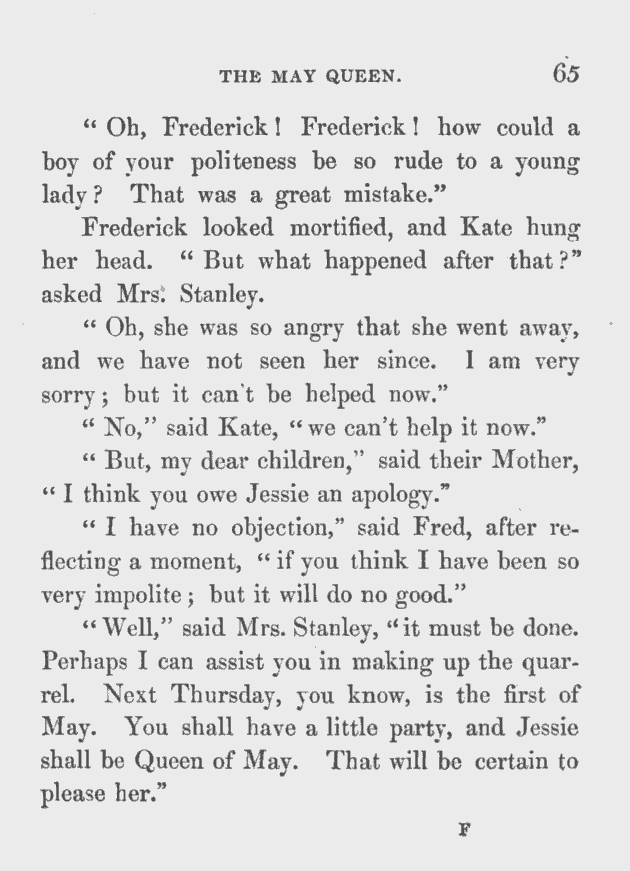 THE MAY QUEEN. 65
“ Oh, Frederick ! Frederick ! how could a
boy of your politeness be so rude to a young
lady ? That was a great mistake.”
Frederick looked mortified, and Kate hung
her head. “ But what happened after that ?”
asked Mrs. Stanley.
“ Oh, she was so angry that she went away,
and we have not seen her since. I am very
sorry ; but it can't be helped now.”
“ No,” said Kate, “ we can't help it now.”
“ But, my dear children,” said their Mother,
“ I think you owe Jessie an apology.”
“ I have no objection,” said Fred, after re-
flecting a moment, “ if you think I have been so
very impolite ; but it will do no good.”
“ Well,” said Mrs. Stanley, “ it must be done.
Perhaps I can assist you in making up the quar-
rel. Next Thursday, you know, is the first of
May. You shall have a little party, and Jessie
shall be Queen of May. That will be certain to
please her.”
F